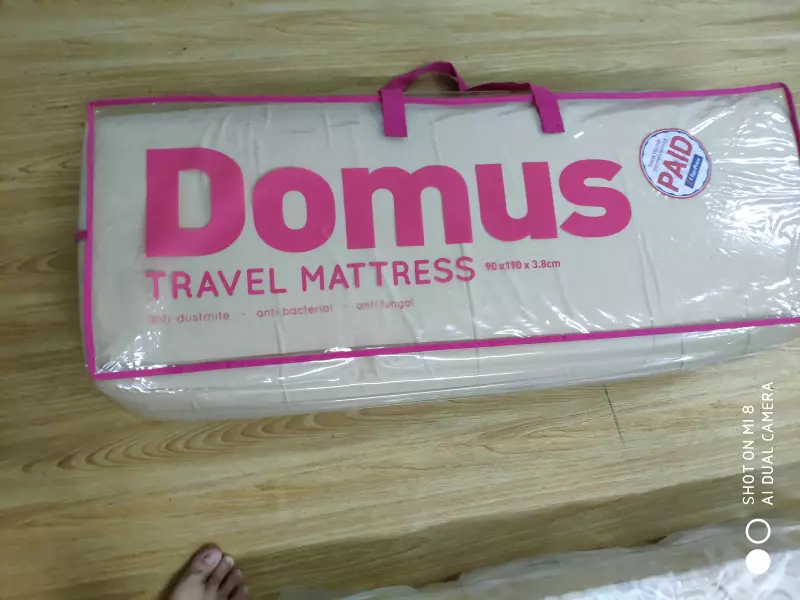 Domus
TRAVEL MATTRESS 90 x 190 x 3.8cm
anti-dustmite - anti bacterial - anti fungal
PAID
SHOT ON MI 8
AI DUAL CAMERA